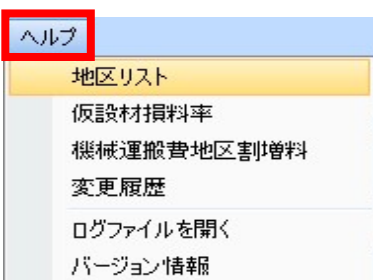 ヘルプ
地区リスト
仮設材損料率
機械運搬費地区割増料
変更履歴
ログファイルを開く
バージョン情報